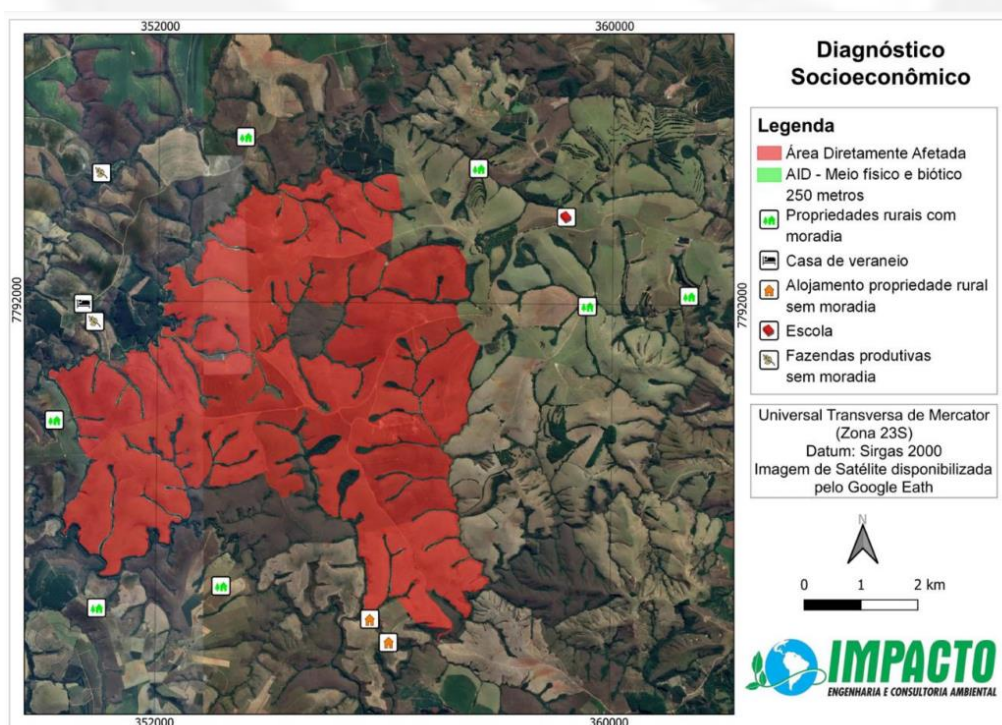 352000
360000
7792000
7792000
352000
360000
Diagnóstico
Socioeconômico
Legenda
Área Diretamente Afetada
AID - Meio físico e biótico
250 metros
Propriedades rurais com
moradia
Casa de veraneio
Alojamento propriedade rural
sem moradia
Escola
Fazendas produtivas
sem moradia
Universal Transversa de Mercator
(Zona 23S)
Datum: Sirgas 2000
Imagem de Satélite disponibilizada
pelo Google Eath
N
0 1 2 km
IMPACTO
ENGENHARIA E CONSULTORIA AMBIENTAL